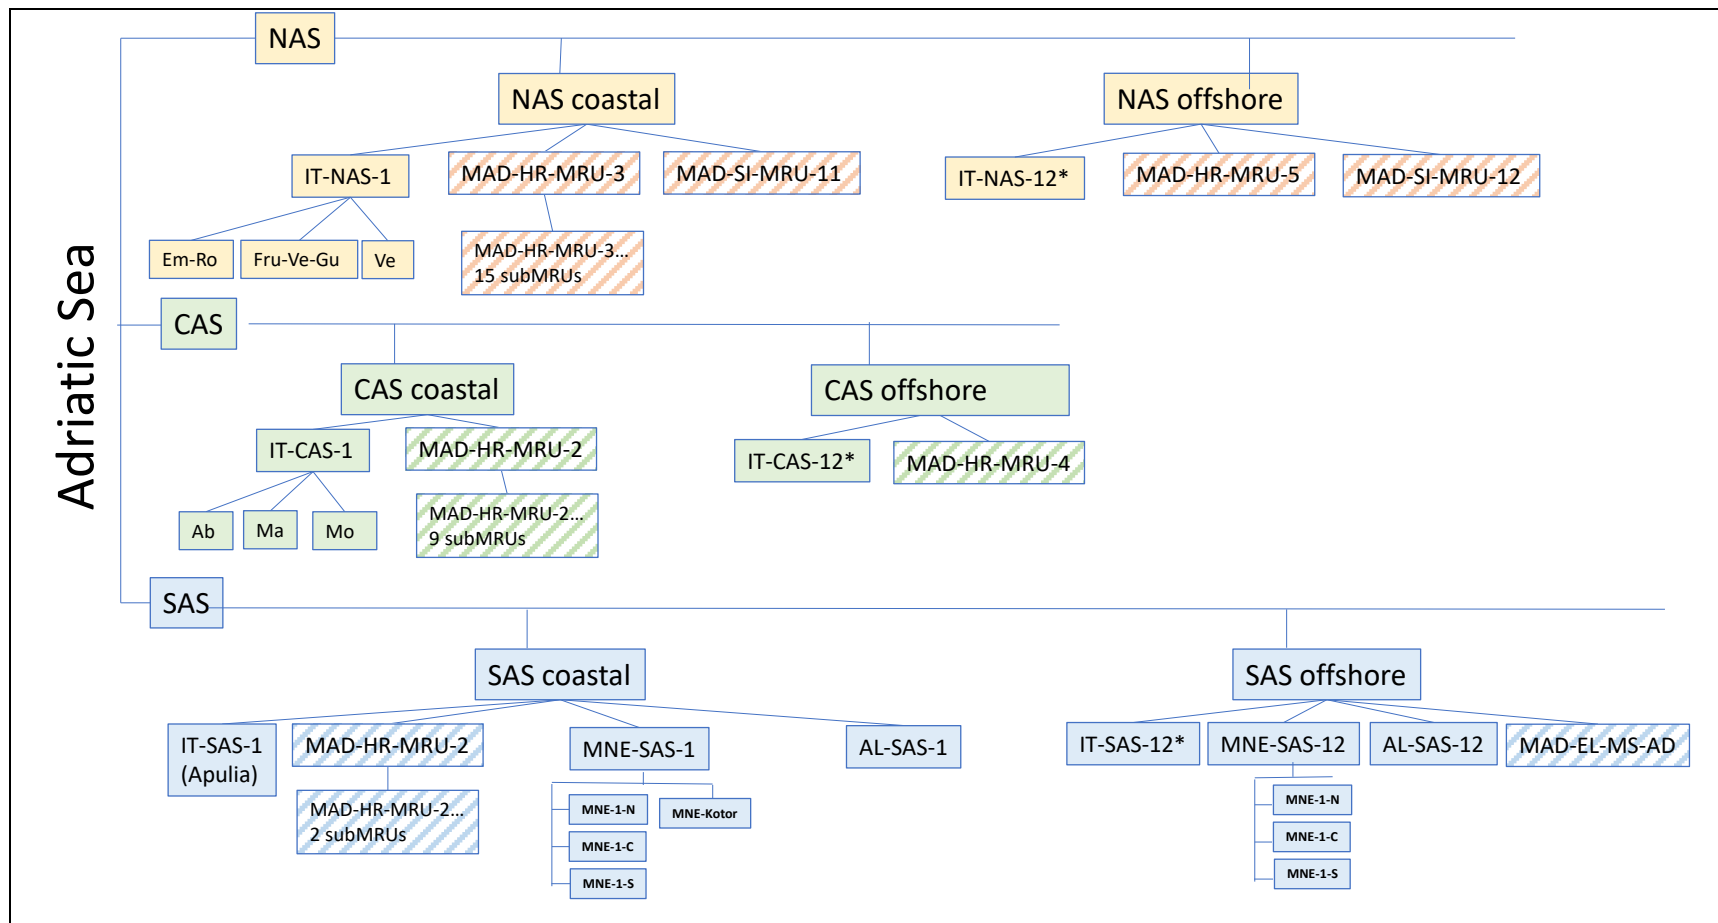 Adriatic Sea
NAS
NAS coastal
NAS offshore
IT-NAS-1
MAD-HR-MRU-3
MAD-SI-MRU-11
IT-NAS-12*
MAD-HR-MRU-5
MAD-SI-MRU-12
Em-Ro
Fru-Ve-Gu
Ve
MAD-HR-MRU-3...
15 subMRUs
CAS
CAS coastal
CAS offshore
IT-CAS-1
MAD-HR-MRU-2
IT-CAS-12*
MAD-HR-MRU-4
Ab
Ma
Mo
MAD-HR-MRU-2...
9 subMRUs
SAS
SAS coastal
SAS offshore
IT-SAS-1
(Apulia)
MAD-HR-MRU-2
MNE-SAS-1
AL-SAS-1
IT-SAS-12*
MNE-SAS-12
AL-SAS-12
MAD-EL-MS-AD
MAD-HR-MRU-2...
2 subMRUs
MNE-1-N
MNE-Kotor
MNE-1-C
MNE-1-S
MNE-1-N
MNE-1-C
MNE-1-S